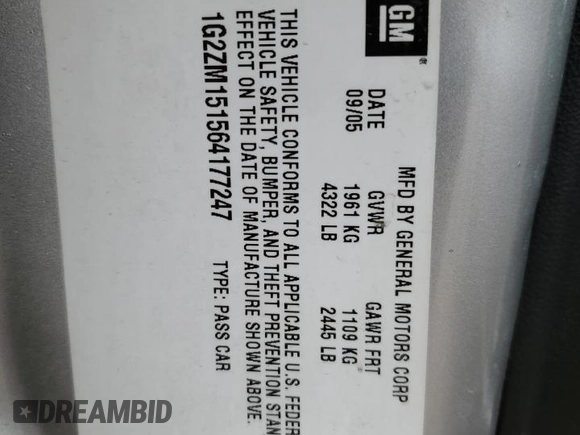 GM®
MFD BY GENERAL MOTORS CORP
DATE GVWR GAWR FRT
09/05 1961 KG 1109 KG
4322 LB 2445 LB
THIS VEHICLE CONFORMS TO ALL APPLICABLE U.S. FEDER
VEHICLE SAFETY, BUMPER, AND THEFT PREVENTION STAN
EFFECT ON THE DATE OF MANUFACTURE SHOWN ABOVE.
1G2ZM151564177247 TYPE: PASS CAR
DREAMBID